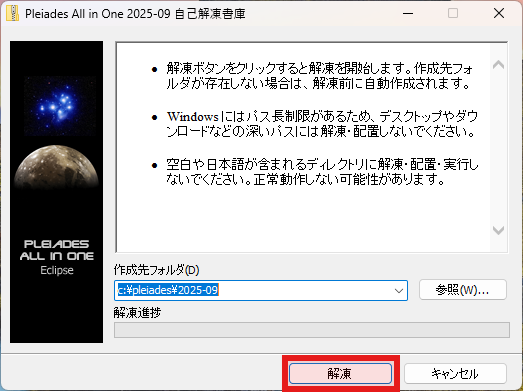 Pleiades All in One 2025-09 自己解凍書庫
• 解凍ボタンをクリックすると解凍を開始します。作成先フォ
ルダが存在しない場合は、解凍前に自動作成されます。
• Windowsにはパス長制限があるため、デスクトップやダウ
ンロードなどの深いパスには解凍・配置しないでください。
• 空白や日本語が含まれるディレクトリに解凍・配置・実行し
ないでください。正常動作しない可能性があります。
PLEIADES
ALL IN ONE
Eclipse
作成先フォルダ(D)
c:¥pleiades¥2025-09
参照(W)...
解凍進捗
解凍
キャンセル